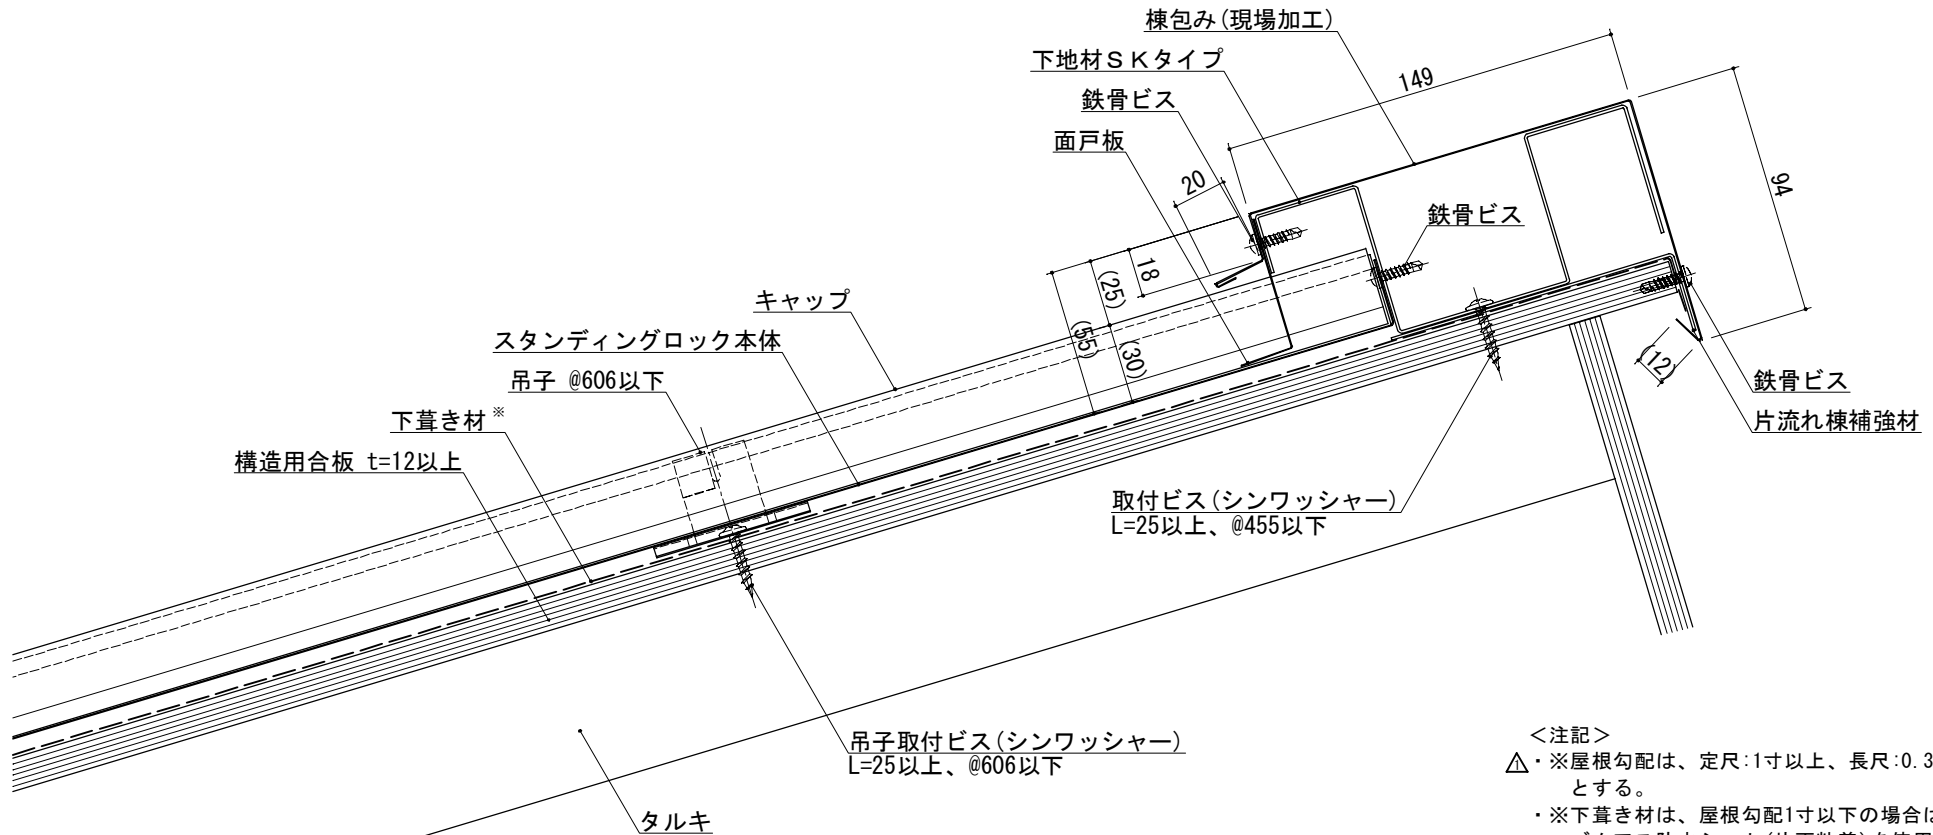 棟包み(現場加工)
下地材ＳＫタイプ
149
鉄骨ビス
94
面戸板
20
鉄骨ビス
18
(25)
キャップ
(55)
スタンディングロック本体
(30)
吊子 @606以下
(12)
鉄骨ビス
下葺き材※
片流れ棟補強材
構造用合板 t=12以上
取付ビス(シンワッシャー)
L=25以上、@455以下
吊子取付ビス(シンワッシャー)
L=25以上、@606以下
タルキ
＜注記＞
1 ・※屋根勾配は、定尺:1寸以上、長尺:0.3
とする。
・※下葺き材は、屋根勾配1寸以下の場合は